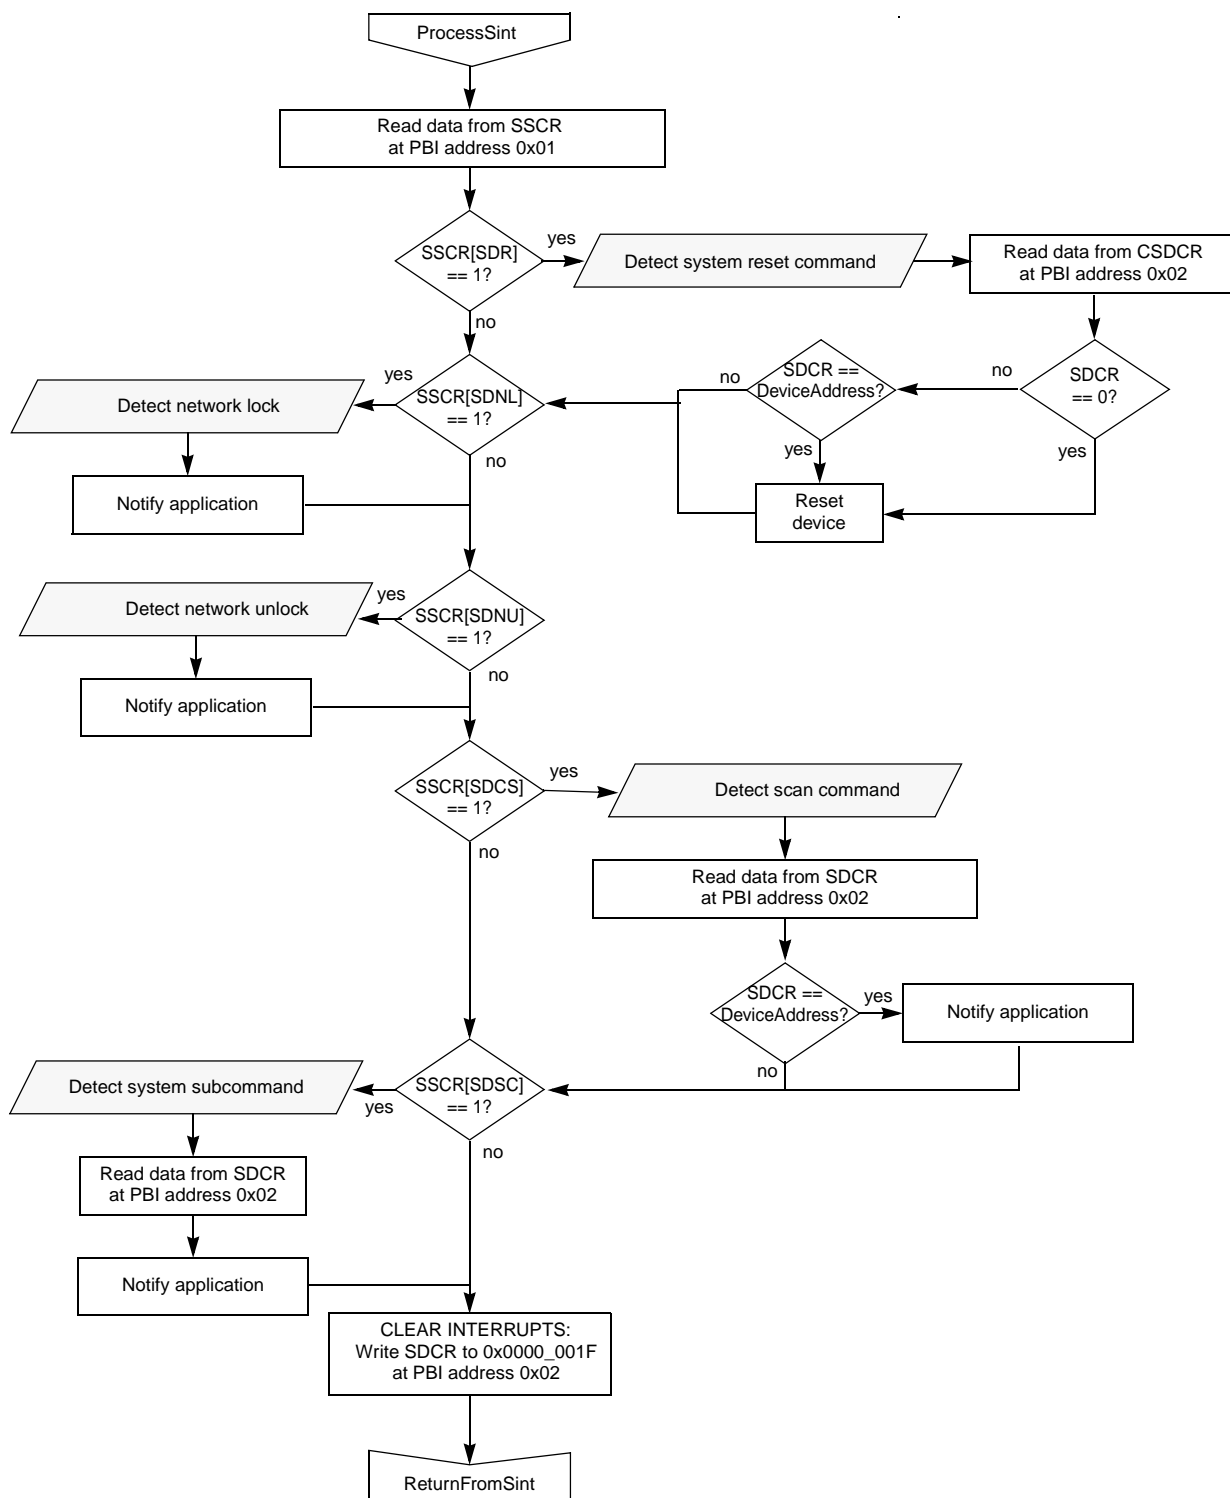 ProcessSint
Read data from SSCR
at PBI address 0x01
SSCR[SDR]
== 1?
yes
Detect system reset command
Read data from CSDCR
at PBI address 0x02
no
SDCR
== 0?
no
yes
SDCR ==
DeviceAddress?
no
yes
Reset
device
SSCR[SDNL]
== 1?
yes
Detect network lock
Notify application
no
SSCR[SDNU]
== 1?
yes
Detect network unlock
Notify application
no
SSCR[SDCS]
== 1?
yes
Detect scan command
Read data from SDCR
at PBI address 0x02
SDCR ==
DeviceAddress?
yes
Notify application
no
no
SSCR[SDSC]
== 1?
yes
Detect system subcommand
Read data from SDCR
at PBI address 0x02
Notify application
no
CLEAR INTERRUPTS:
Write SDCR to 0x0000_001F
at PBI address 0x02
ReturnFromSint